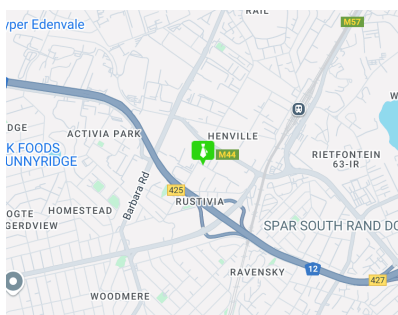 RAIL
yper Edenvale
M57
DGE
ACTIVIA PARK
HENVILLE
K FOODS
UNNYRIDGE
M44
RIETFONTEIN
63-IR
W
Barbara Rd
425
RUSTIVIA
OGTE
GERDVIEW
HOMESTEAD
SPAR SOUTH RAND DO
RAVENSKY
12
427
WOODMERE